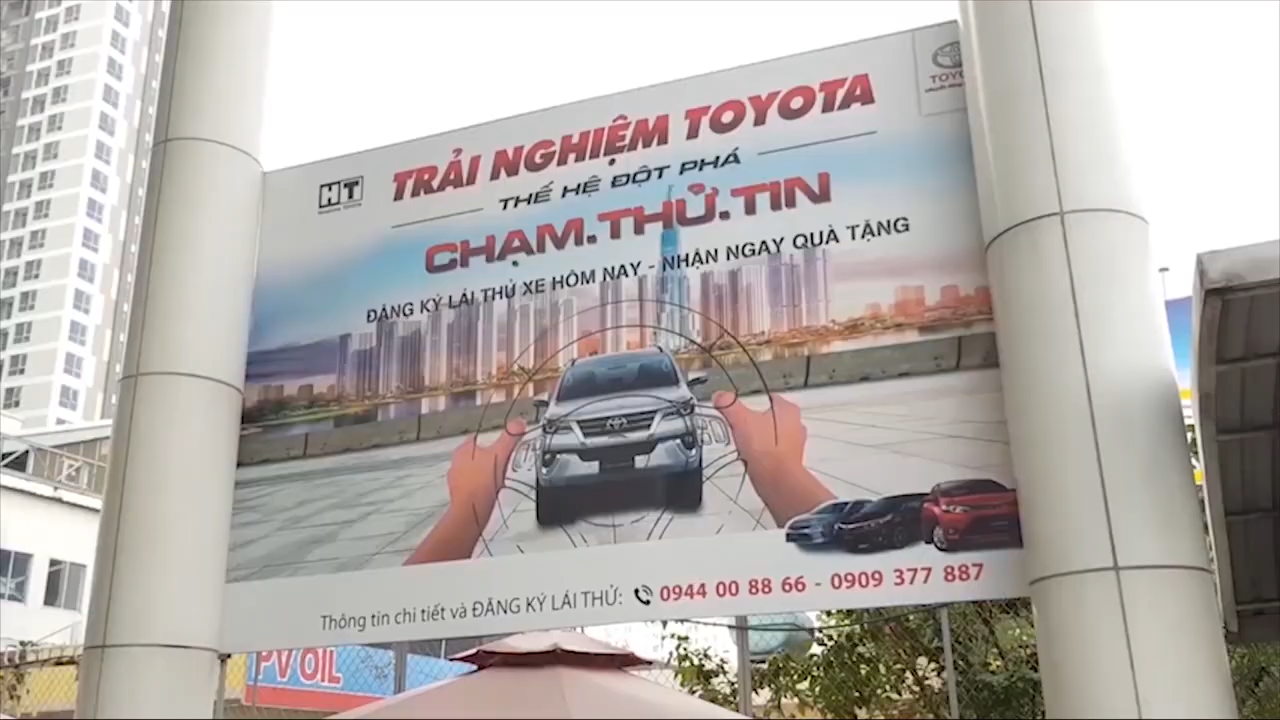 TOYO
HT
TRẢI NGHIỆM TOYOTA
THẾ HỆ ĐỘT PHÁ
CHẠM.THỬ.TIN
ĐĂNG KÝ LÁI THỬ XE HÔM NAY - NHẬN NGAY QUÀ TẶNG
Thông tin chi tiết và ĐĂNG KÝ LÁI THỬ: 0944 00 88 66 - 0909 377 887
PV OIL